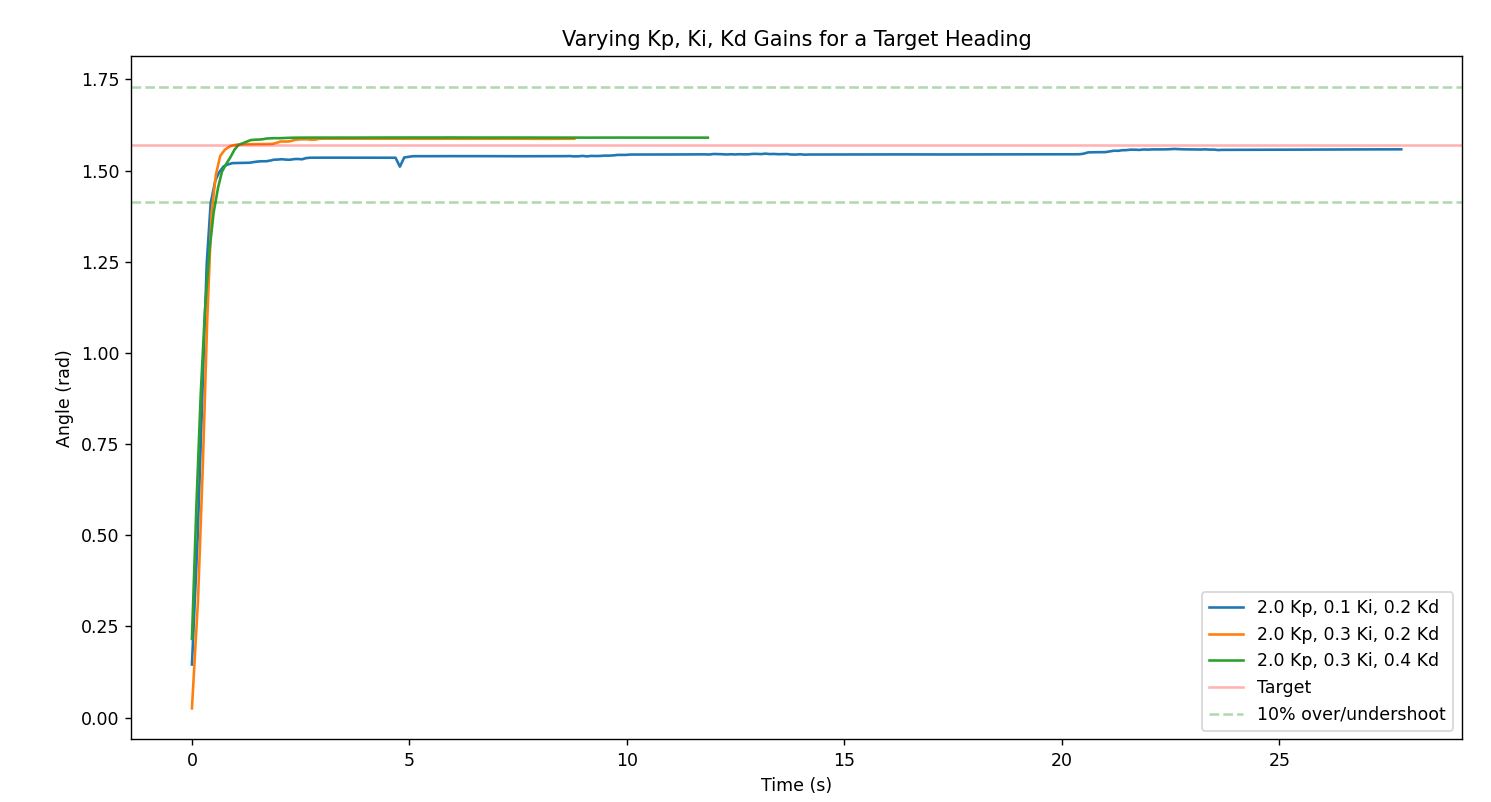 Varying Kp, Ki, Kd Gains for a Target Heading
1.75
1.50
1.25
1.00
0.75
0.50
0.25
0.00
Angle (rad)
2.0 Kp, 0.1 Ki, 0.2 Kd
2.0 Kp, 0.3 Ki, 0.2 Kd
2.0 Kp, 0.3 Ki, 0.4 Kd
Target
10% over/undershoot
0 5 10 15 20 25
Time (s)